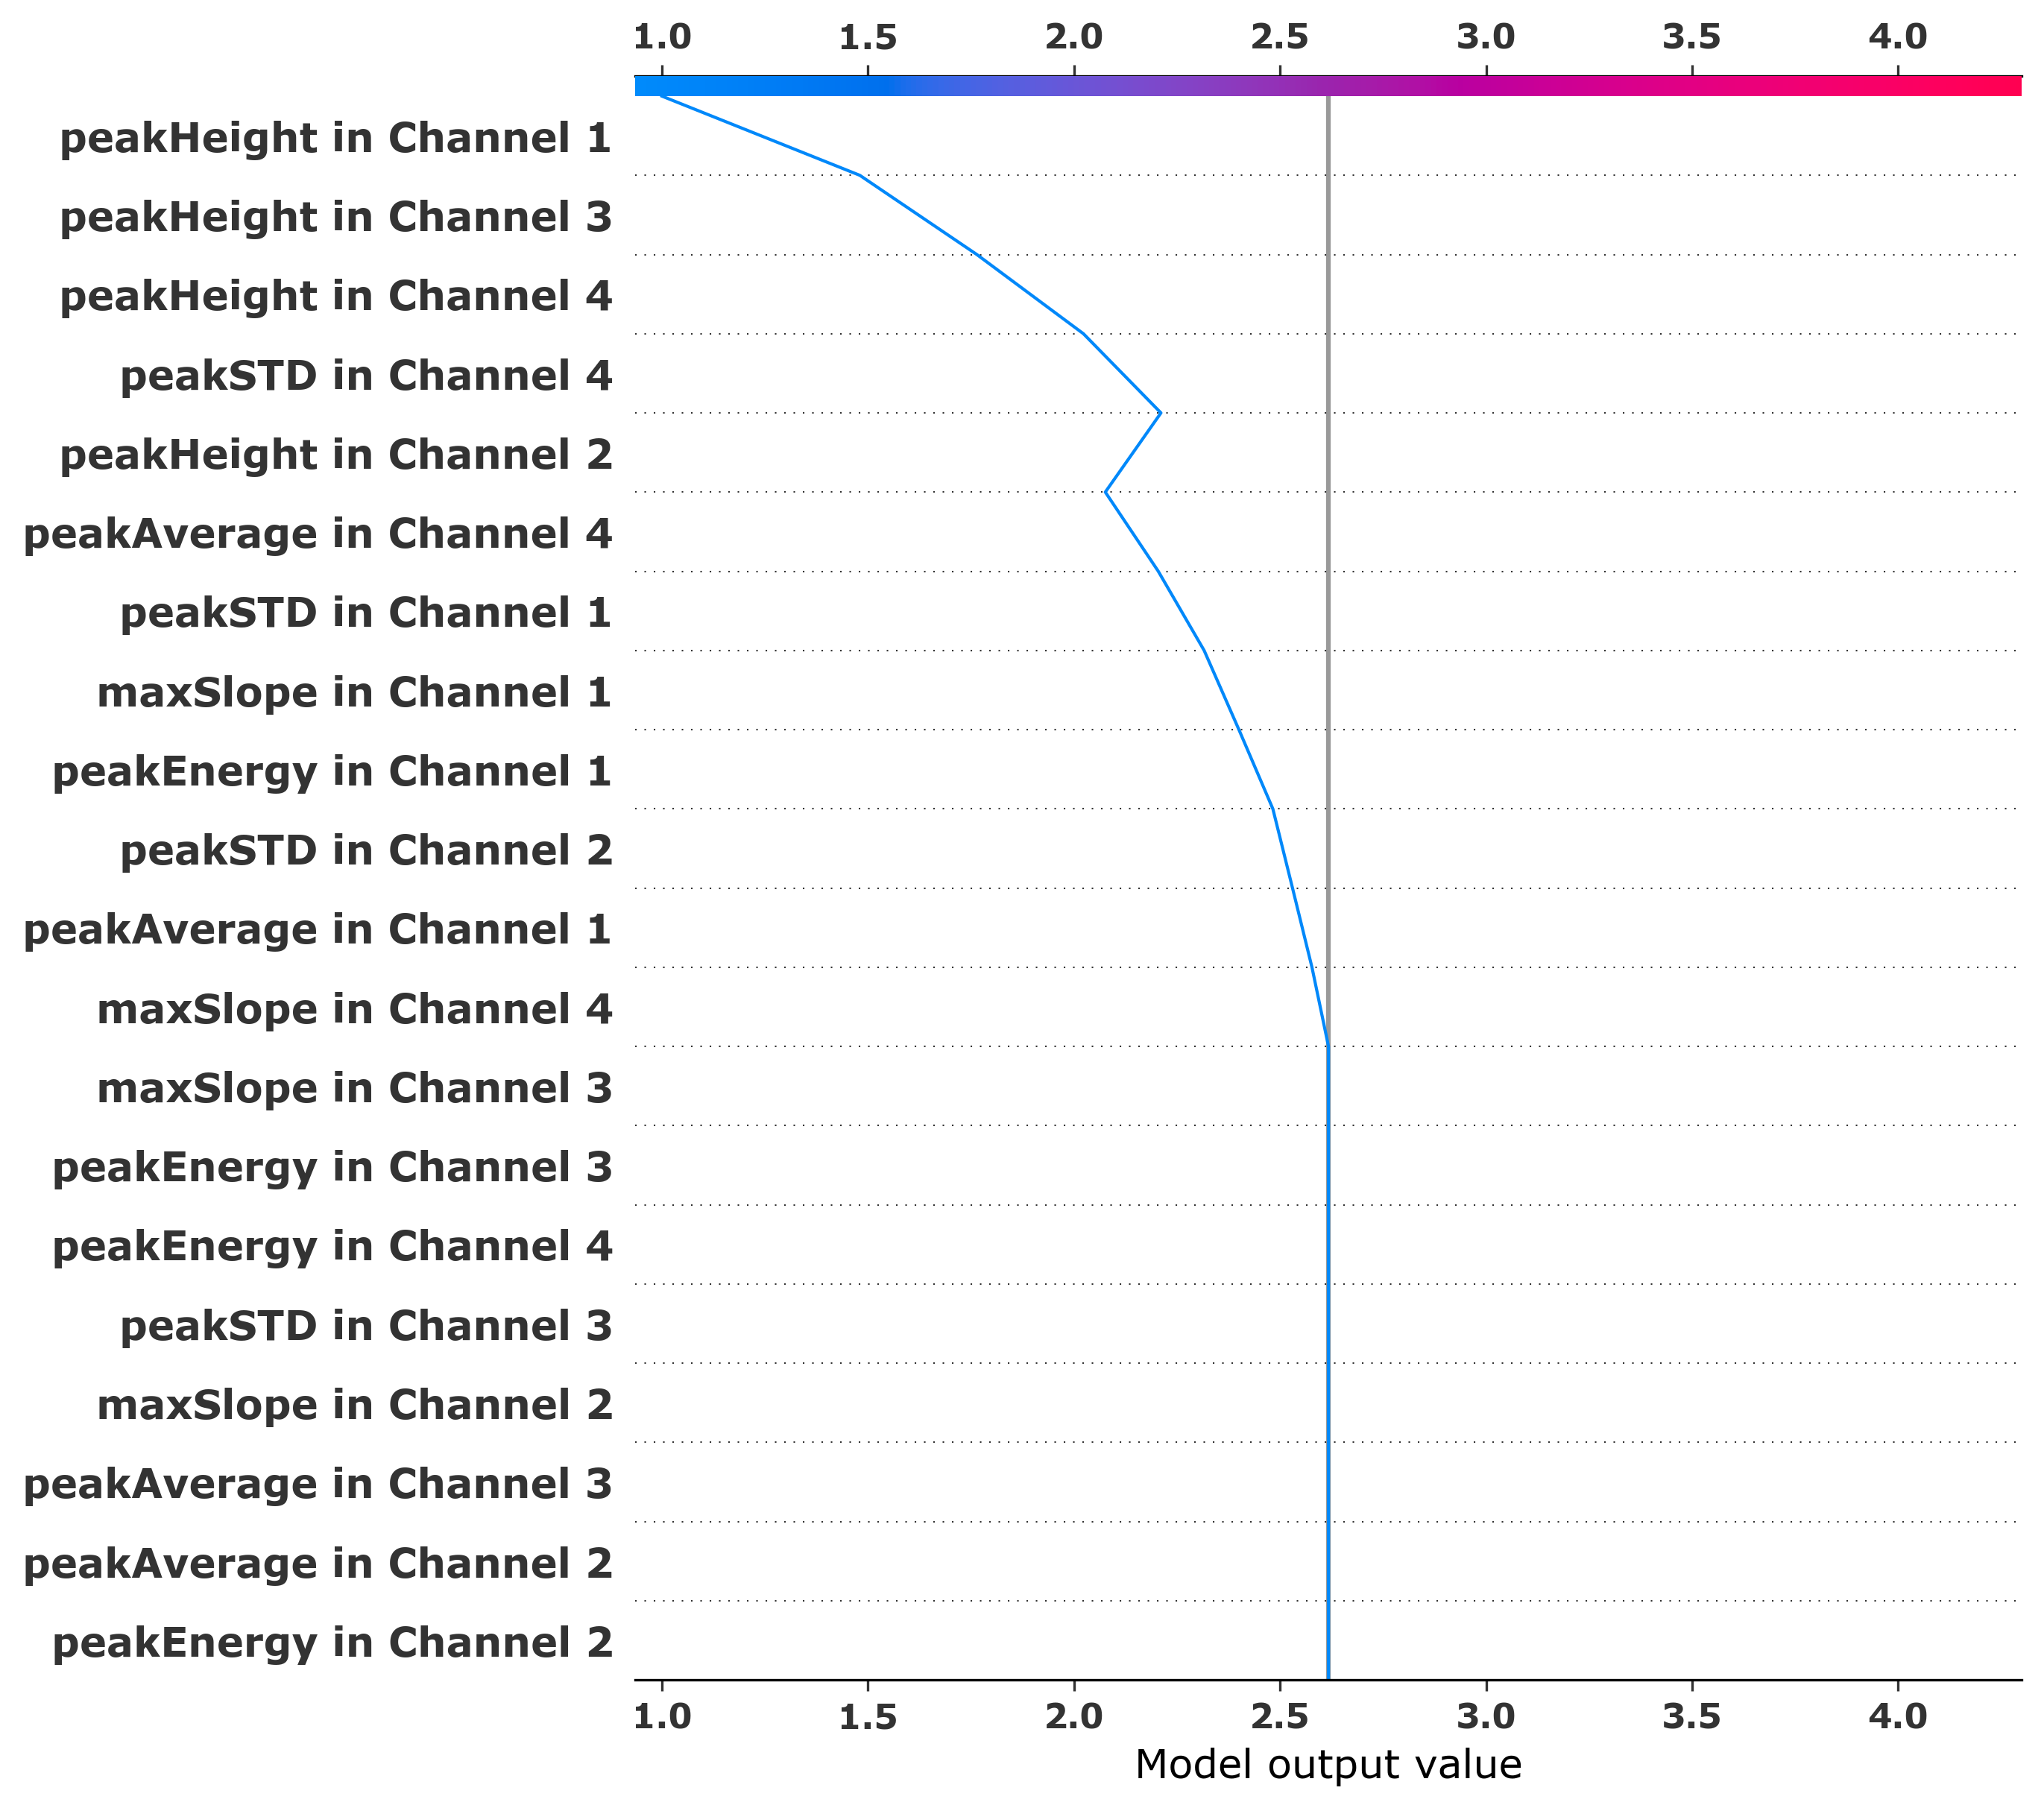 1.0 1.5 2.0 2.5 3.0 3.5 4.0
peakHeight in Channel 1
peakHeight in Channel 3
peakHeight in Channel 4
peakSTD in Channel 4
peakHeight in Channel 2
peakAverage in Channel 4
peakSTD in Channel 1
maxSlope in Channel 1
peakEnergy in Channel 1
peakSTD in Channel 2
peakAverage in Channel 1
maxSlope in Channel 4
maxSlope in Channel 3
peakEnergy in Channel 3
peakEnergy in Channel 4
peakSTD in Channel 3
maxSlope in Channel 2
peakAverage in Channel 3
peakAverage in Channel 2
peakEnergy in Channel 2
1.0 1.5 2.0 2.5 3.0 3.5 4.0
Model output value